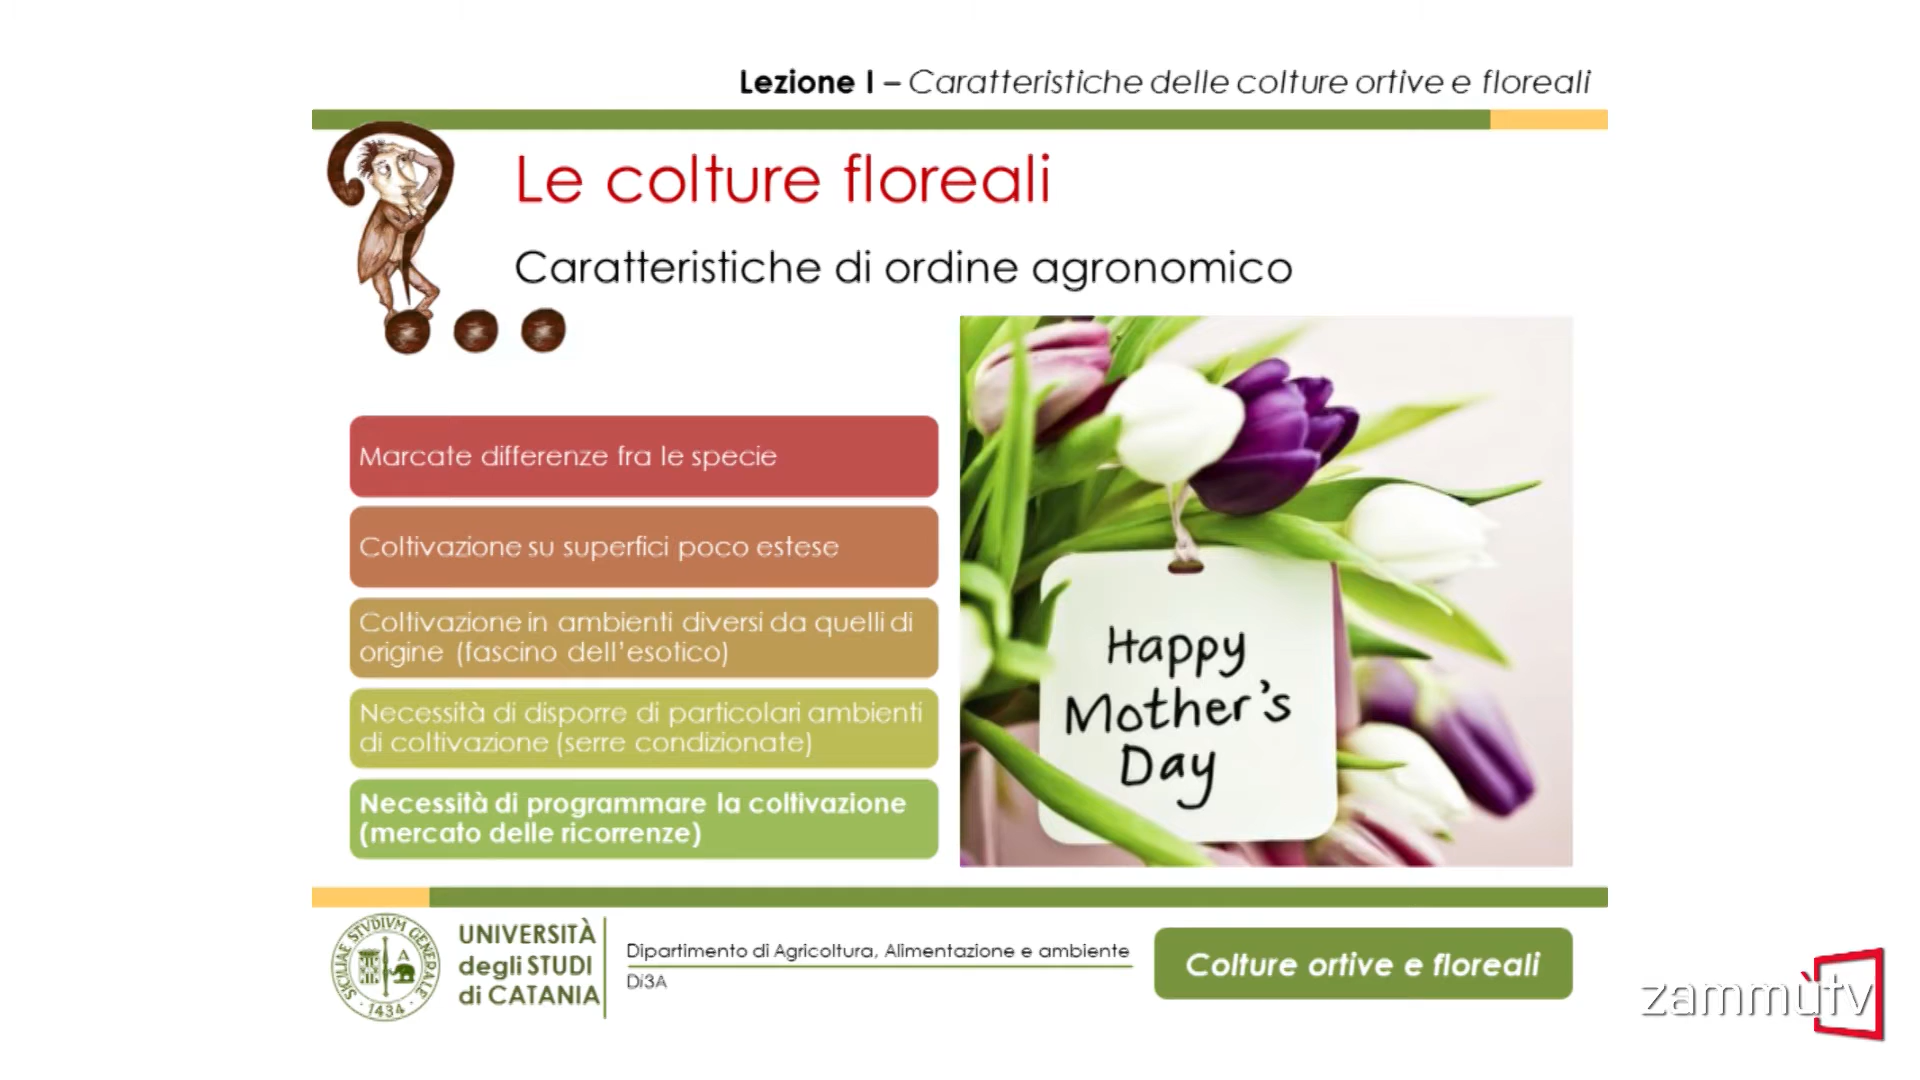 Lezione I – Caratteristiche delle colture ortive e floreali
Le colture floreali
Caratteristiche di ordine agronomico
Marcate differenze fra le specie
Coltivazione su superfici poco estese
Coltivazione in ambienti diversi da quelli di
origine (fascino dell'esotico)
Necessità di disporre di particolari ambienti
di coltivazione (serre condizionate)
Necessità di programmare la coltivazione
(mercato delle ricorrenze)
Happy
Mother's
Day
SICILIAE STVDIVM GENERALE
A
1434
UNIVERSITÀ
degli STUDI
di CATANIA
Dipartimento di Agricoltura, Alimentazione e ambiente
Di3A
Colture ortive e floreali
zammùtv